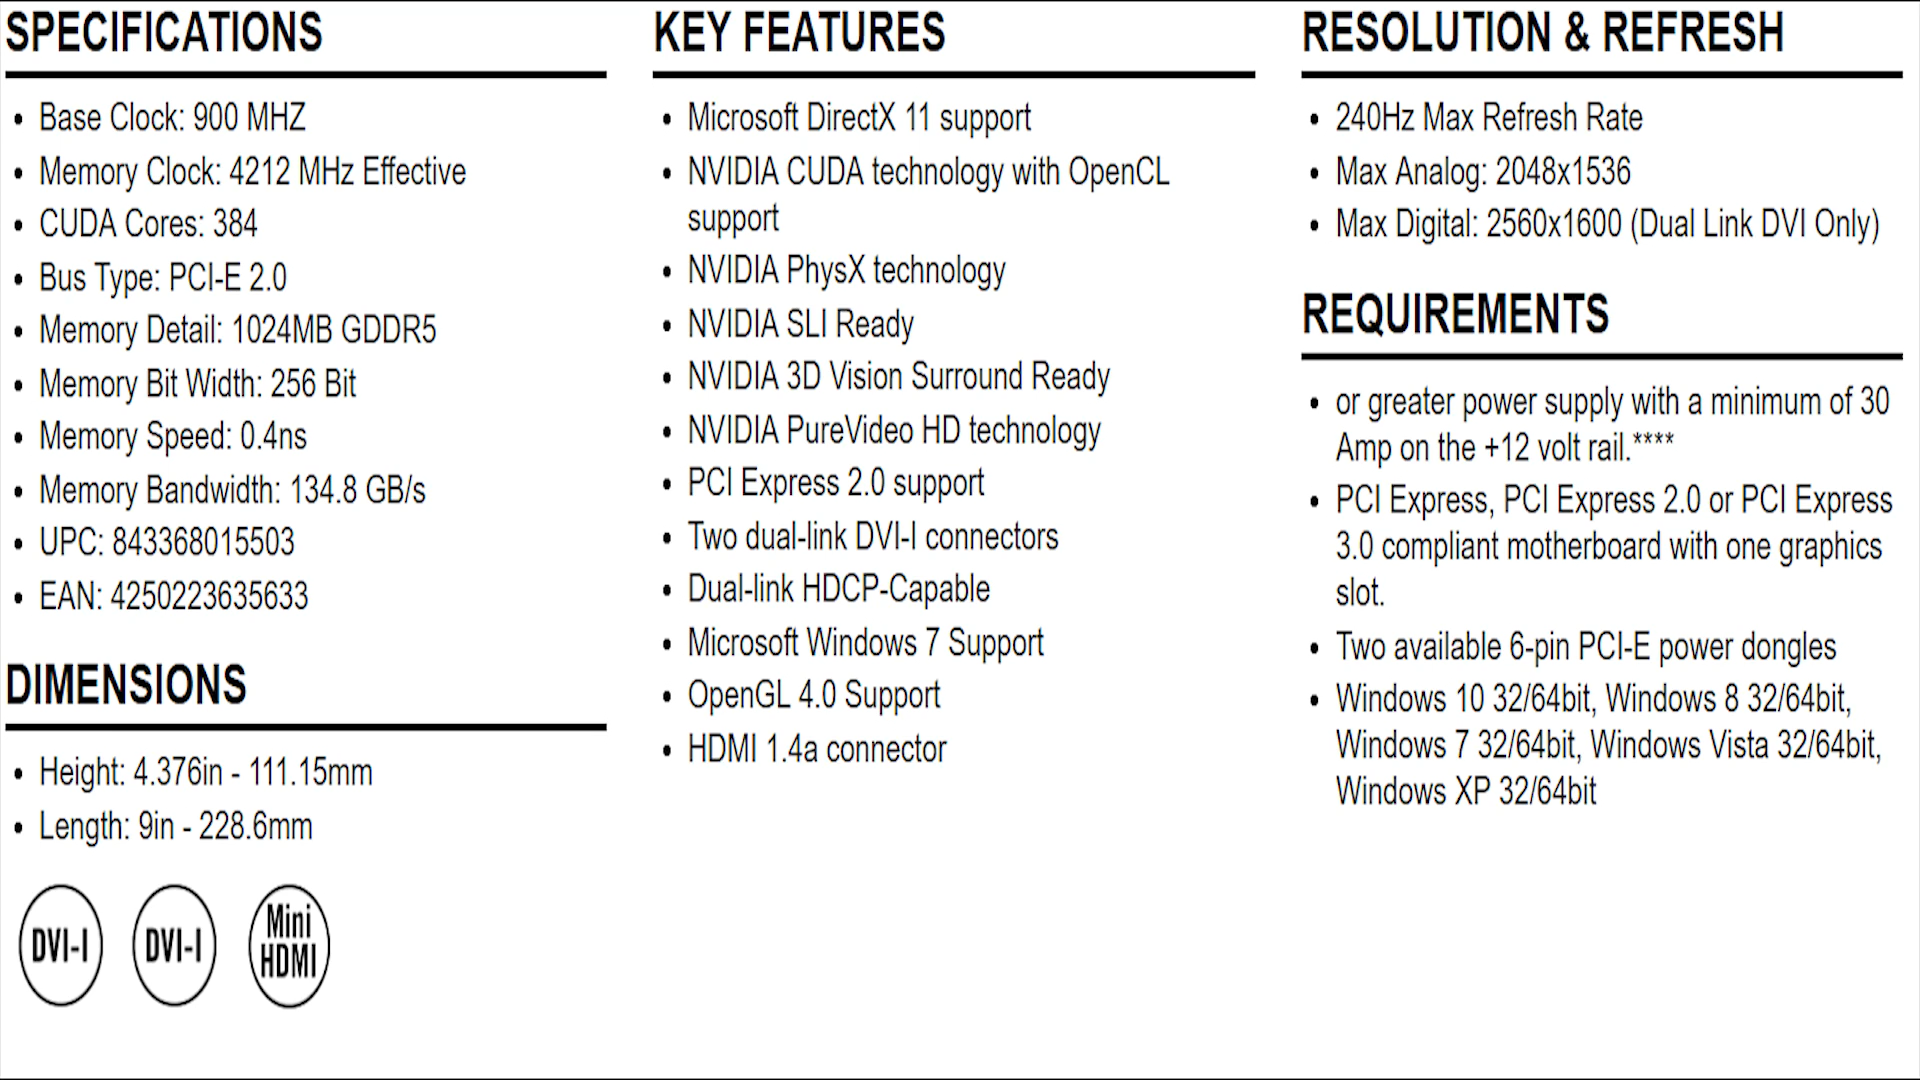 SPECIFICATIONS
Base Clock: 900 MHZ
Memory Clock: 4212 MHz Effective
CUDA Cores: 384
Bus Type: PCI-E 2.0
Memory Detail: 1024MB GDDR5
Memory Bit Width: 256 Bit
Memory Speed: 0.4ns
Memory Bandwidth: 134.8 GB/s
UPC: 843368015503
EAN: 4250223635633
DIMENSIONS
Height: 4.376in - 111.15mm
Length: 9in - 228.6mm
DVI-I
DVI-I
Mini
HDMI
KEY FEATURES
Microsoft DirectX 11 support
NVIDIA CUDA technology with OpenCL
support
NVIDIA PhysX technology
NVIDIA SLI Ready
NVIDIA 3D Vision Surround Ready
NVIDIA PureVideo HD technology
PCI Express 2.0 support
Two dual-link DVI-I connectors
Dual-link HDCP-Capable
Microsoft Windows 7 Support
OpenGL 4.0 Support
HDMI 1.4a connector
RESOLUTION & REFRESH
240Hz Max Refresh Rate
Max Analog: 2048x1536
Max Digital: 2560x1600 (Dual Link DVI Only)
REQUIREMENTS
or greater power supply with a minimum of 30
Amp on the +12 volt rail.****
PCI Express, PCI Express 2.0 or PCI Express
3.0 compliant motherboard with one graphics
slot.
Two available 6-pin PCI-E power dongles
Windows 10 32/64bit, Windows 8 32/64bit,
Windows 7 32/64bit, Windows Vista 32/64bit,
Windows XP 32/64bit